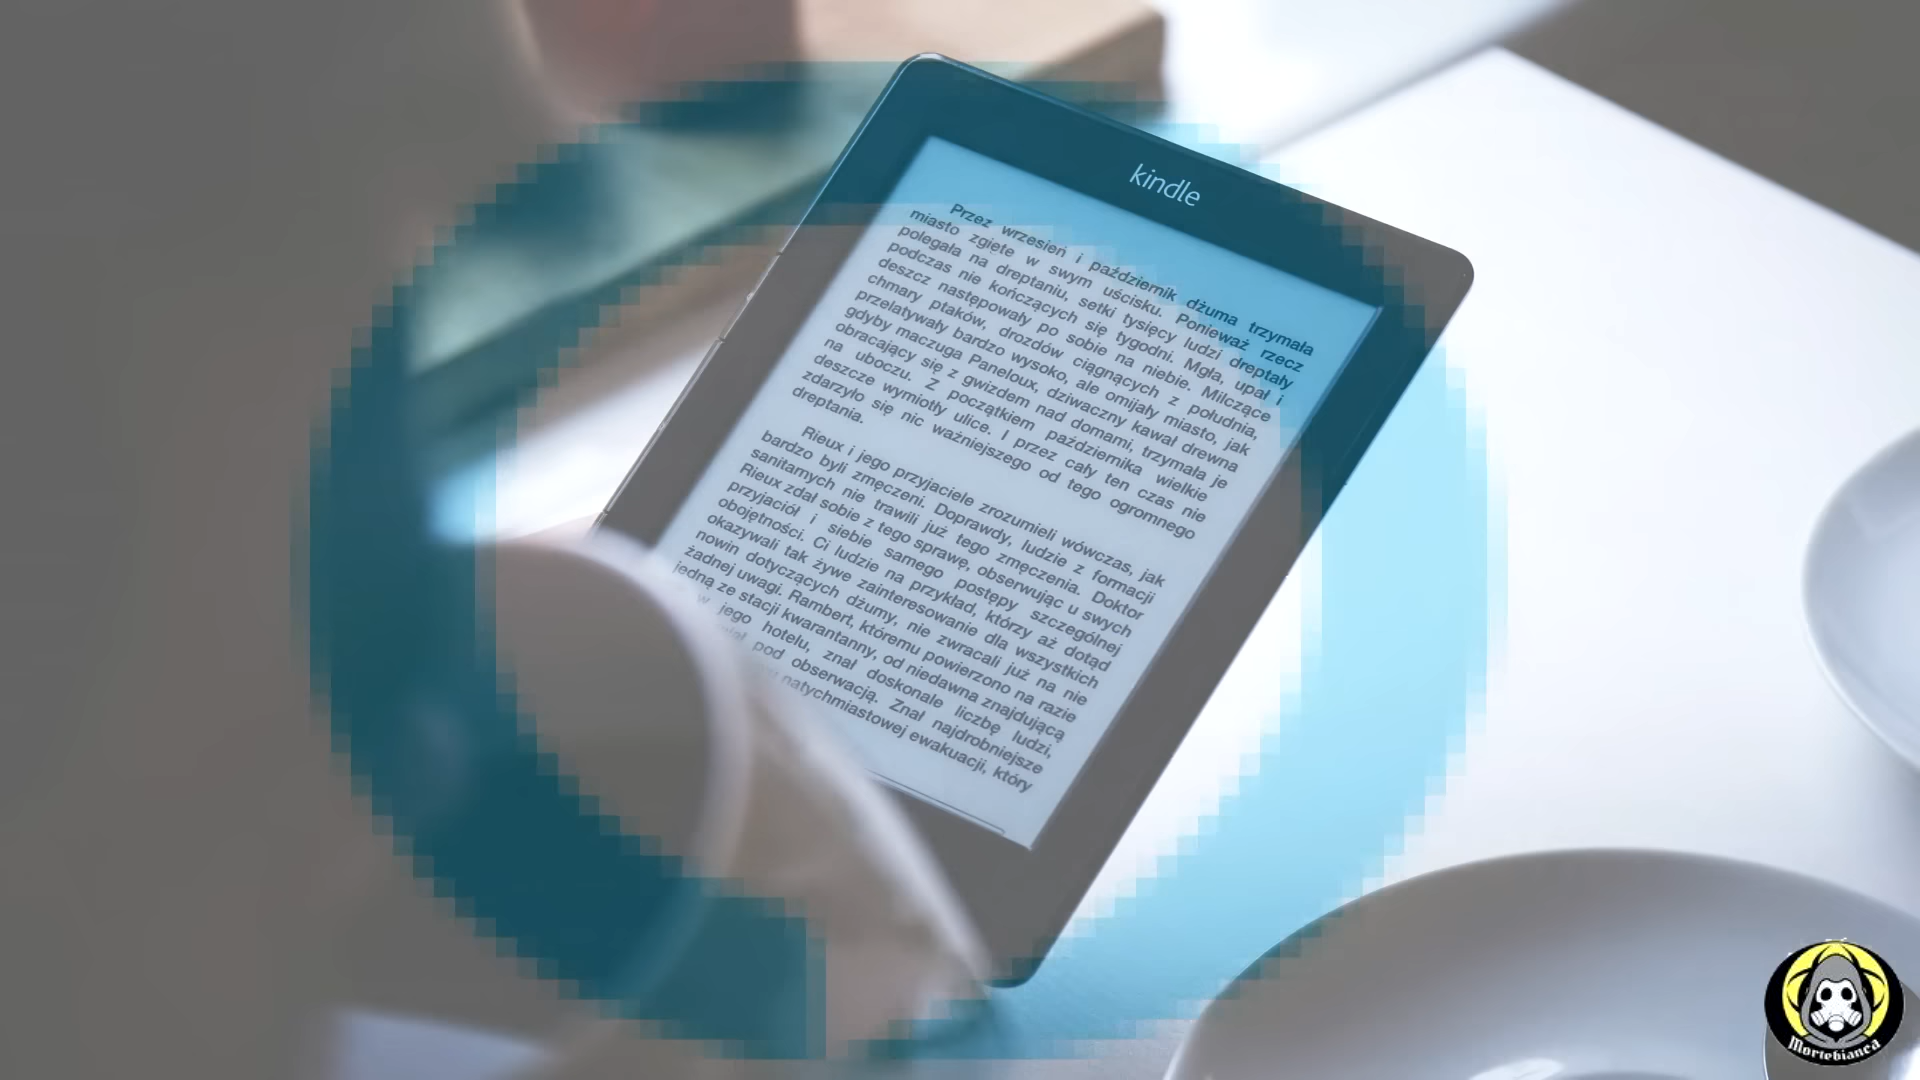 kindle
Przez wrzesień i październik dżuma trzymała
miasto zgięte w swym uścisku. Ponieważ rzecz
polegała na dreptaniu, setki tysięcy ludzi dreptały
podczas nie kończących się tygodni. Mgła, upał i
deszcz następowały po sobie na niebie. Milczące
chmary ptaków, drozdów ciągnących z południa,
przelatywały bardzo wysoko, ale omijały miasto, jak
gdyby maczuga Paneloux, dziwaczny kawał drewna
obracający się z gwizdem nad domami, trzymała je
na uboczu. Z początkiem października wielkie
deszcze wymiotły ulice. I przez cały ten czas nie
zdarzyło się nic ważniejszego od tego ogromnego
dreptania.
Rieux i jego przyjaciele zrozumieli wówczas, jak
bardzo byli zmęczeni. Doprawdy, ludzie z formacji
sanitarnych nie trawili już tego zmęczenia. Doktor
Rieux zdał sobie z tego sprawę, obserwując u swych
przyjaciół i siebie samego postępy szczególnej
obojętności. Ci ludzie na przykład, którzy aż dotąd
okazywali tak żywe zainteresowanie dla wszystkich
nowin dotyczących dżumy, nie zwracali już na nie
żadnej uwagi. Rambert, któremu powierzono na razie
jedną ze stacji kwarantanny, od niedawna znajdującą
w jego hotelu, znał doskonale liczbę ludzi,
pod obserwacją. Znał najdrobniejsze
natychmiastowej ewakuacji, który
Mortebianca